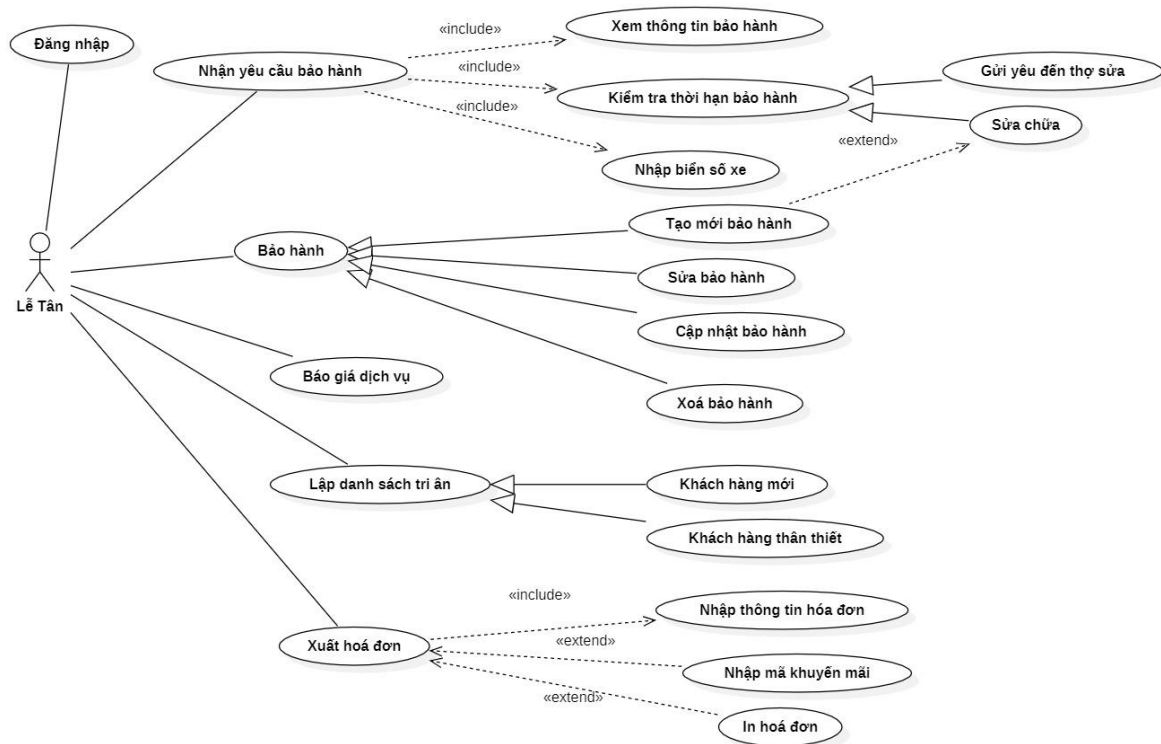 Đăng nhập
Nhận yêu cầu bảo hành
«include»
Xem thông tin bảo hành
«include»
Kiểm tra thời hạn bảo hành
Gửi yêu đến thợ sửa
«include»
Sửa chữa
«extend»
Nhập biển số xe
Tạo mới bảo hành
Bảo hành
Sửa bảo hành
Lễ Tân
Cập nhật bảo hành
Báo giá dịch vụ
Xoá bảo hành
Lập danh sách tri ân
Khách hàng mới
Khách hàng thân thiết
«include»
Nhập thông tin hóa đơn
Xuất hoá đơn
«extend»
Nhập mã khuyến mãi
«extend»
In hoá đơn